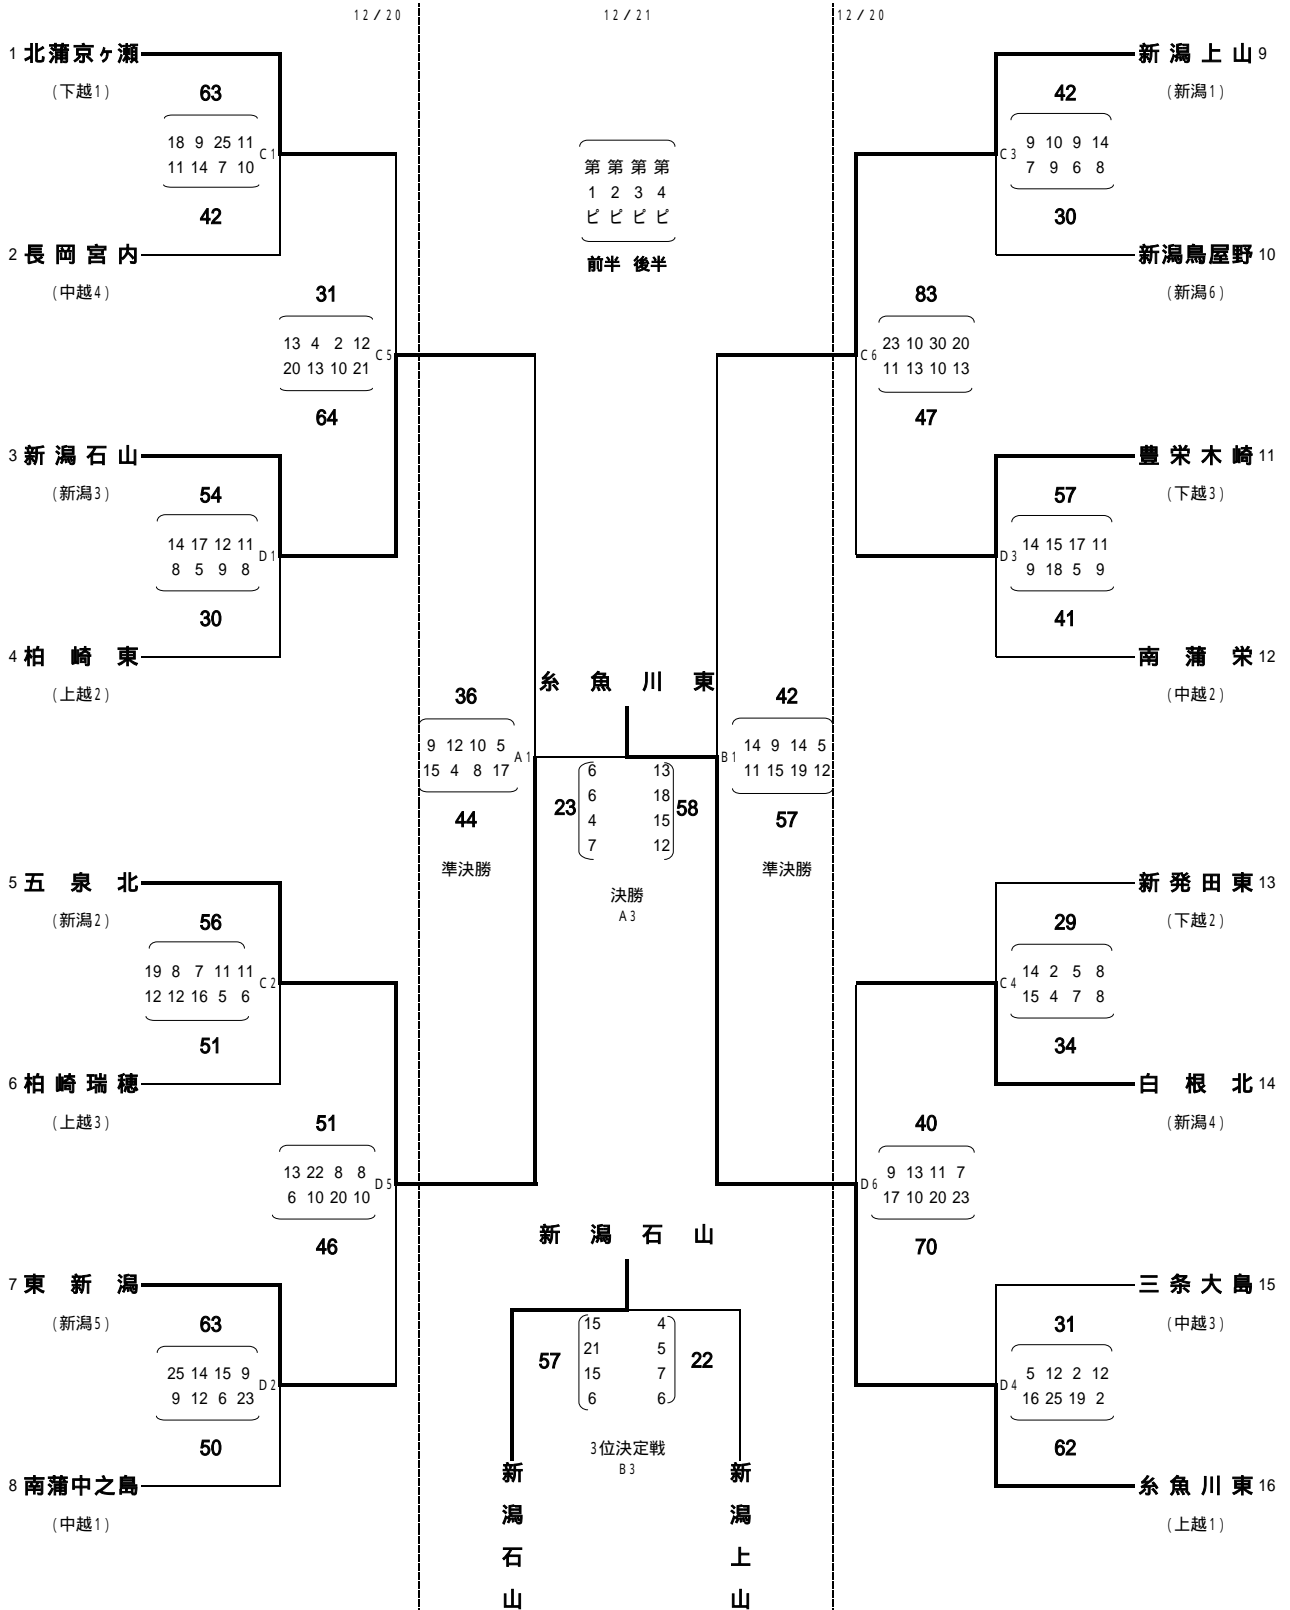 12/20
12/21
12/20
1 北蒲京ヶ瀬
(下越1)
63
18 9 25 11
C1
11 14 7 10
42
2 長岡宮内
(中越4)
31
13 4 2 12
C5
20 13 10 21
64
3 新潟石山
(新潟3)
54
14 17 12 11
D1
8 5 9 8
30
4 柏崎東
(上越2)
36
9 12 10 5
A1
15 4 8 17
44
準決勝
5 五泉北
(新潟2)
56
19 8 7 11 11
C2
12 12 16 5 6
51
6 柏崎瑞穂
(上越3)
51
13 22 8 8
D5
6 10 20 10
46
7 東新潟
(新潟5)
63
25 14 15 9
D2
9 12 6 23
50
8 南蒲中之島
(中越1)
第 第 第 第
1 2 3 4
ピ ピ ピ ピ
前半 後半
糸魚川東
6 13
6 18
23 58
4 15
7 12
決勝
A3
新潟石山
15 4
21 5
57 22
15 7
6 6
3位決定戦
B3
新潟石山
新潟上山
新潟上山 9
(新潟1)
42
9 10 9 14
C3
7 9 6 8
30
新潟鳥屋野 10
(新潟6)
83
23 10 30 20
C6
11 13 10 13
47
豊栄木崎 11
(下越3)
57
14 15 17 11
D3
9 18 5 9
41
南蒲栄 12
(中越2)
42
14 9 14 5
B1
11 15 19 12
57
準決勝
新発田東 13
(下越2)
29
14 2 5 8
C4
15 4 7 8
34
白根北 14
(新潟4)
40
9 13 11 7
D6
17 10 20 23
70
三条大島 15
(中越3)
31
5 12 2 12
D4
16 25 19 2
62
糸魚川東 16
(上越1)